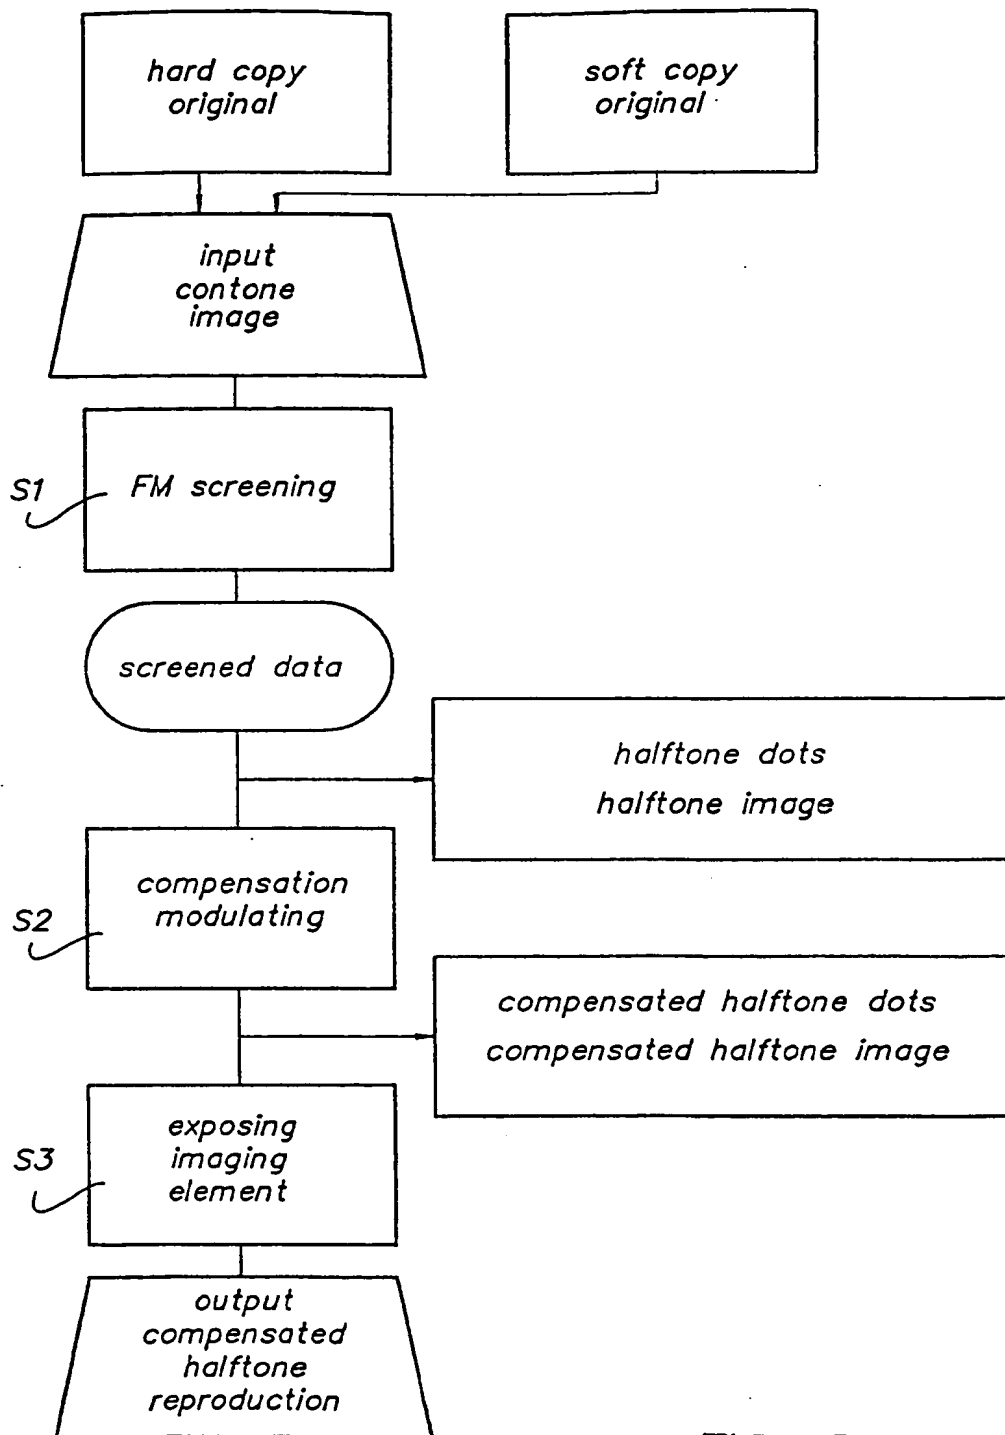 hard copy
original
soft copy
original
input
contone
image
S1
FM screening
screened data
halftone dots
halftone image
S2
compensation
modulating
compensated halftone dots
compensated halftone image
S3
exposing
imaging
element
output
compensated
halftone
reproduction